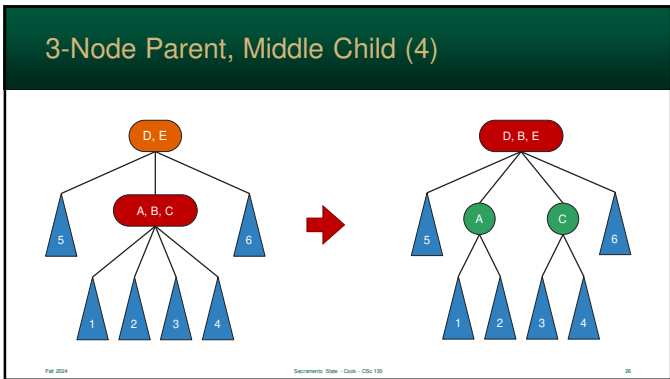 3-Node Parent, Middle Child (4)
D, E
A, B, C
5
6
1
2
3
4
D, B, E
5
A
C
6
1
2
3
4
Fall 2024
Sacramento State - Cook - CSc 130
26